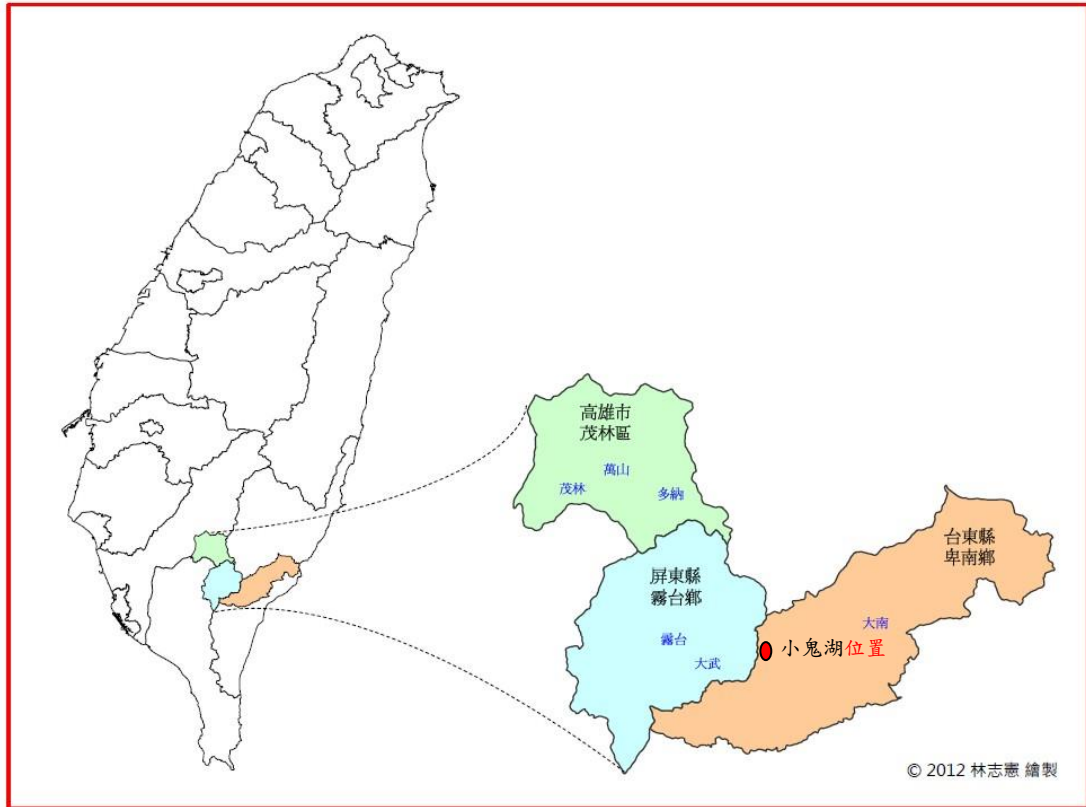 高雄市
茂林區
萬山
茂林
多納
台東縣
卑南鄉
屏東縣
霧台鄉
大南
霧台
小鬼湖位置
大武
© 2012 林志憲 繪製